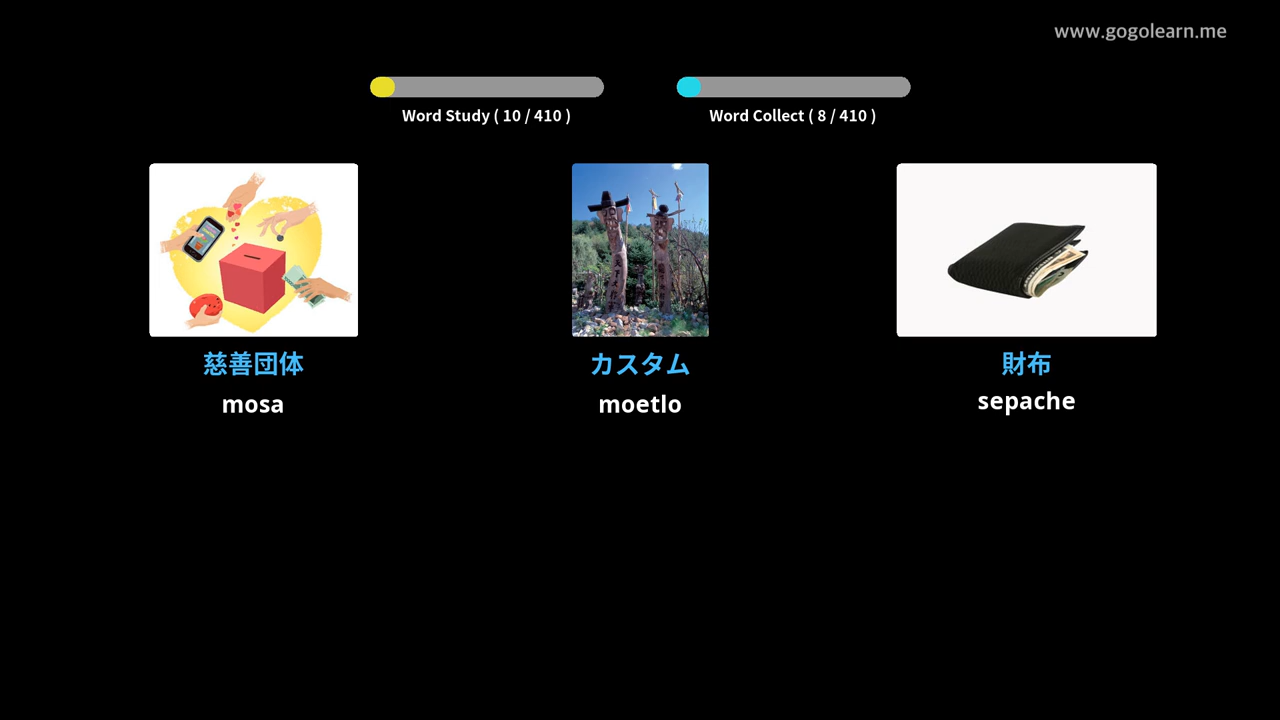 www.gogolearn.me
Word Study ( 10 / 410 )
Word Collect ( 8 / 410 )
慈善団体
カスタム
財布
mosa
moetlo
sepache